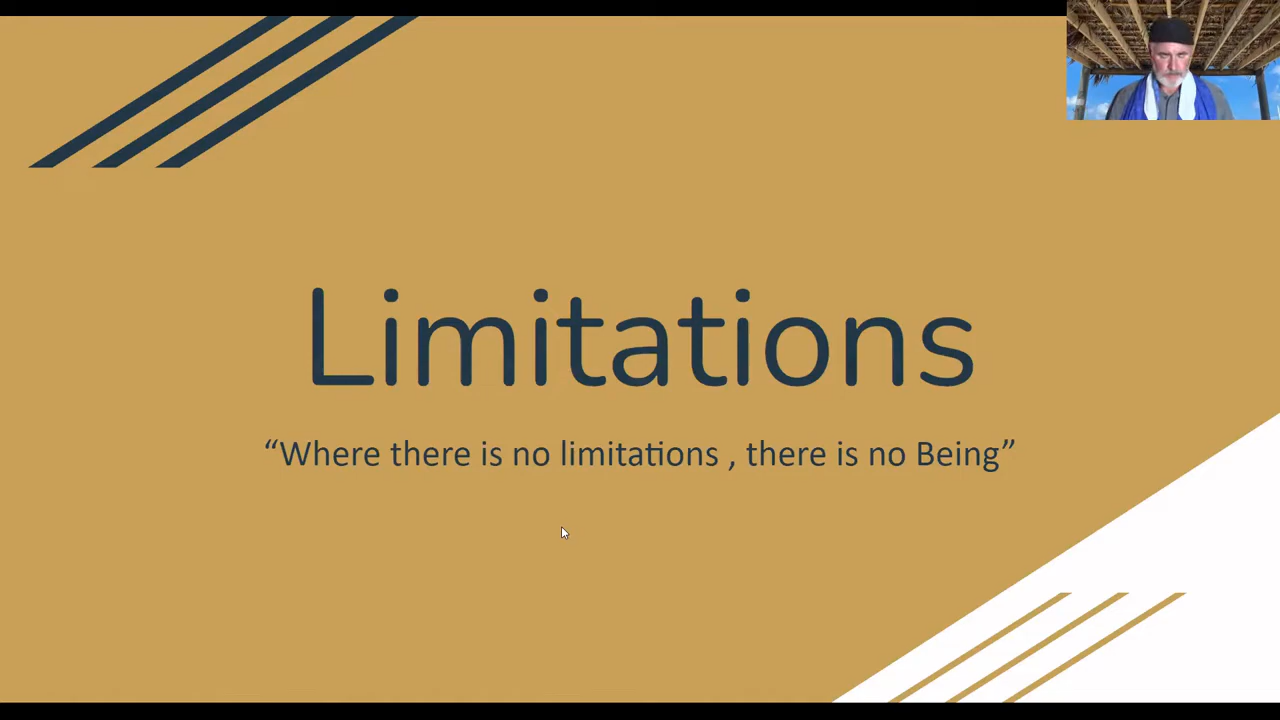 Limitations
“Where there is no limitations , there is no Being”